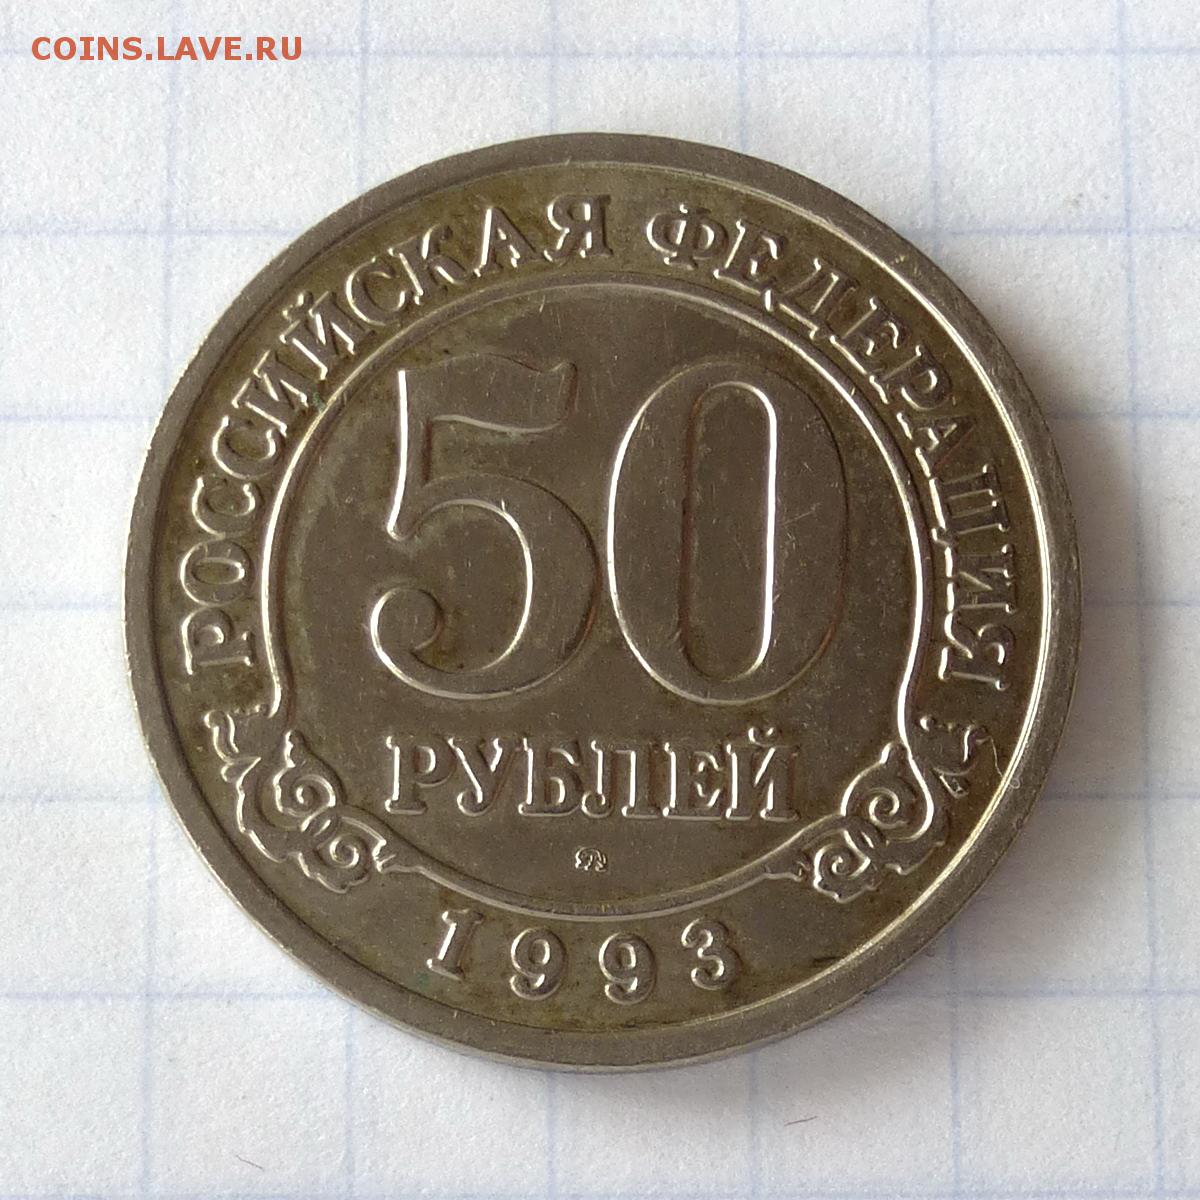 COINS.LAVE.RU
РОССИЙСКАЯ ФЕДЕРАЦИЯ
50
РУБЛЕЙ
1993